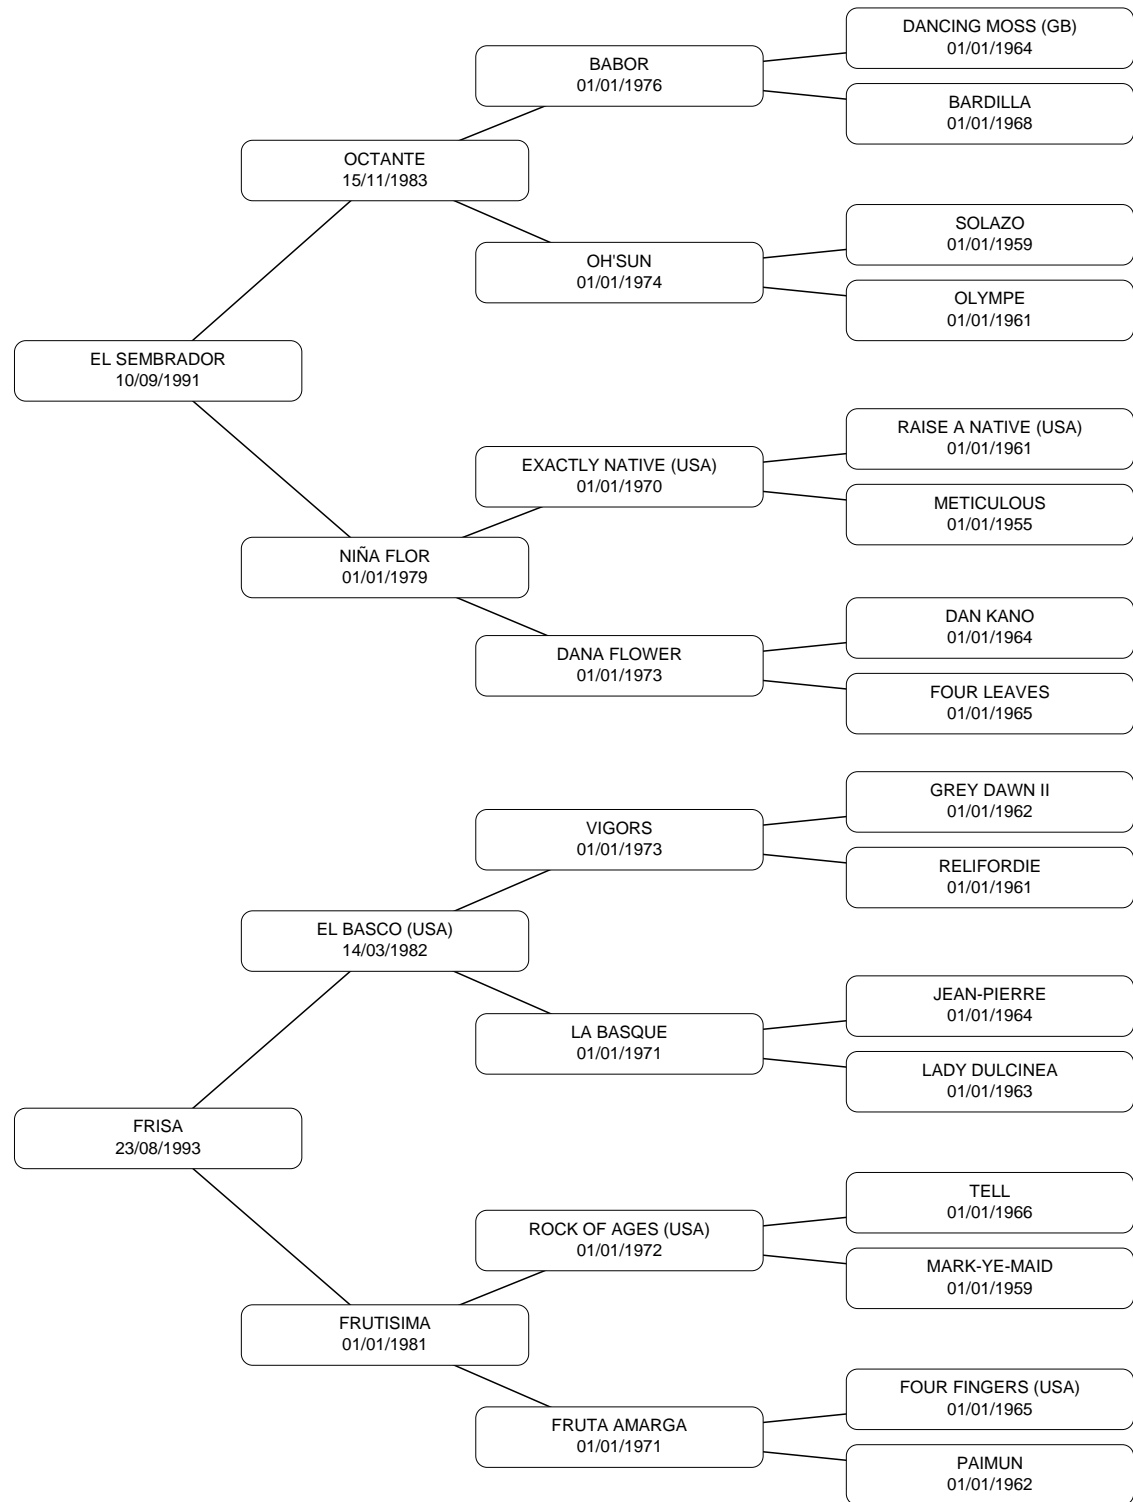 DANCING MOSS (GB)
01/01/1964
BABOR
01/01/1976
BARDILLA
01/01/1968
OCTANTE
15/11/1983
SOLAZO
01/01/1959
OH'SUN
01/01/1974
OLYMPE
01/01/1961
EL SEMBRADOR
10/09/1991
RAISE A NATIVE (USA)
01/01/1961
EXACTLY NATIVE (USA)
01/01/1970
METICULOUS
01/01/1955
NIÑA FLOR
01/01/1979
DAN KANO
01/01/1964
DANA FLOWER
01/01/1973
FOUR LEAVES
01/01/1965
GREY DAWN II
01/01/1962
VIGORS
01/01/1973
RELIFORDIE
01/01/1961
EL BASCO (USA)
14/03/1982
JEAN-PIERRE
01/01/1964
LA BASQUE
01/01/1971
LADY DULCINEA
01/01/1963
FRISA
23/08/1993
TELL
01/01/1966
ROCK OF AGES (USA)
01/01/1972
MARK-YE-MAID
01/01/1959
FRUTISIMA
01/01/1981
FOUR FINGERS (USA)
01/01/1965
FRUTA AMARGA
01/01/1971
PAIMUN
01/01/1962